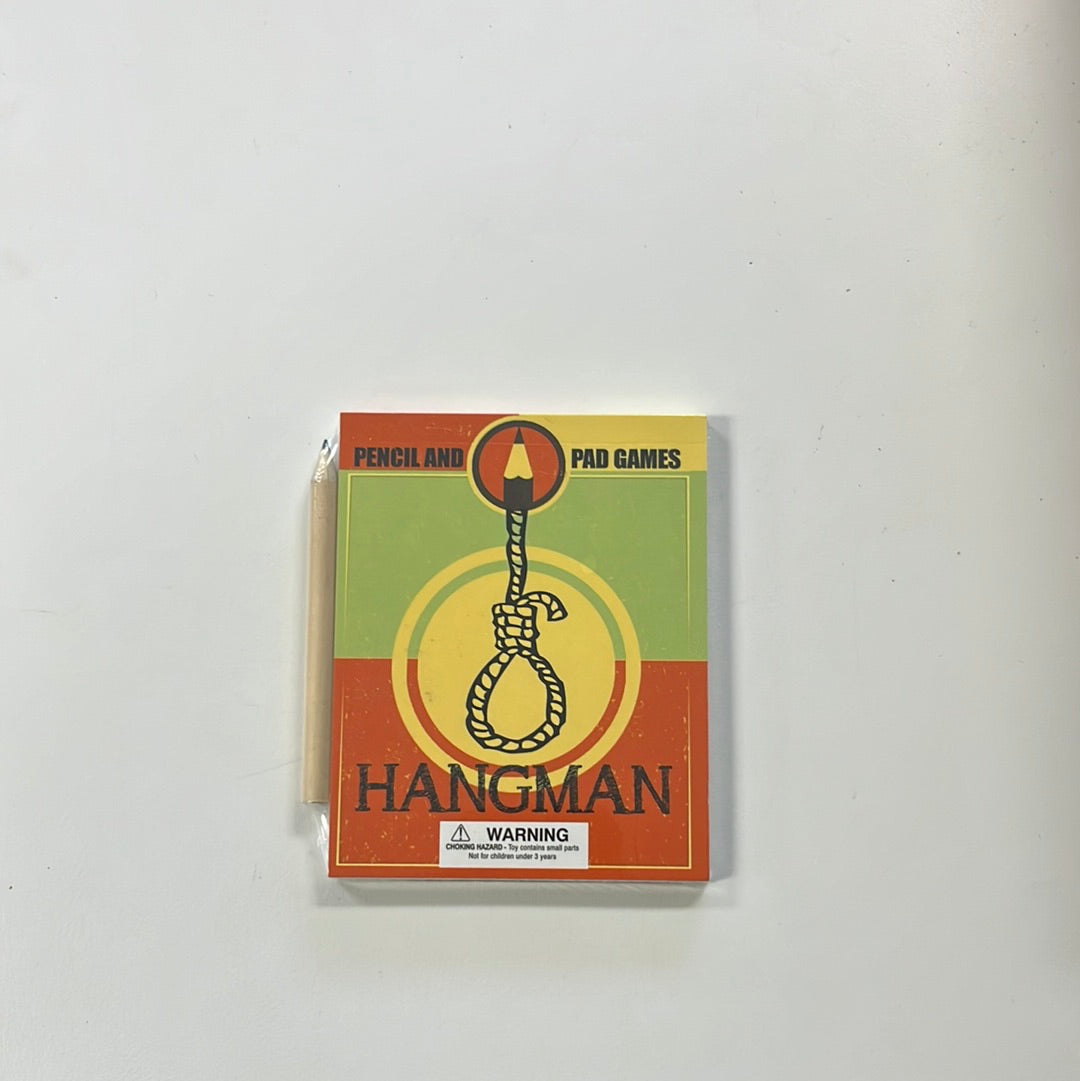 PENCIL AND PAD GAMES
HANGMAN
WARNING
CHOKING HAZARD - Toy contains small parts
Not for children under 3 years